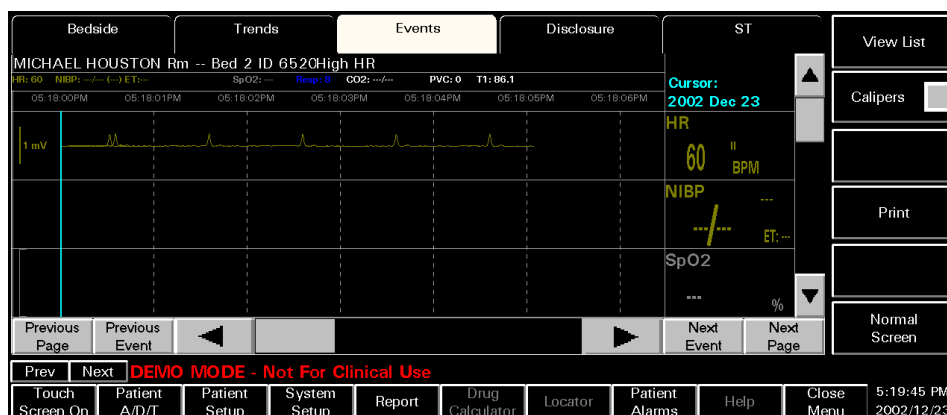 Bedside Trends Events Disclosure ST
View List
MICHAEL HOUSTON Rm -- Bed 2 ID 6520High HR
HR: 60 NIBP: ---/--- (---) ET:--- SpO2: --- Resp: 0 CO2: ---/--- PVC: 0 T1: 86.1
Cursor:
2002 Dec 23
Calipers
05:18:00PM 05:18:01PM 05:18:02PM 05:18:03PM 05:18:04PM 05:18:05PM 05:18:06PM
HR
1 mV
60 II
BPM
NIBP
---
---/---
ET: ---
Print
SpO2
---
%
Previous Page
Previous Event
Next Event
Next Page
Normal Screen
Prev Next DEMO MODE - Not For Clinical Use
Touch Screen On
Patient A/D/T
Patient Setup
System Setup
Report
Drug Calculator
Locator
Patient Alarms
Help
Close Menu
5:19:45 PM
2002/12/23